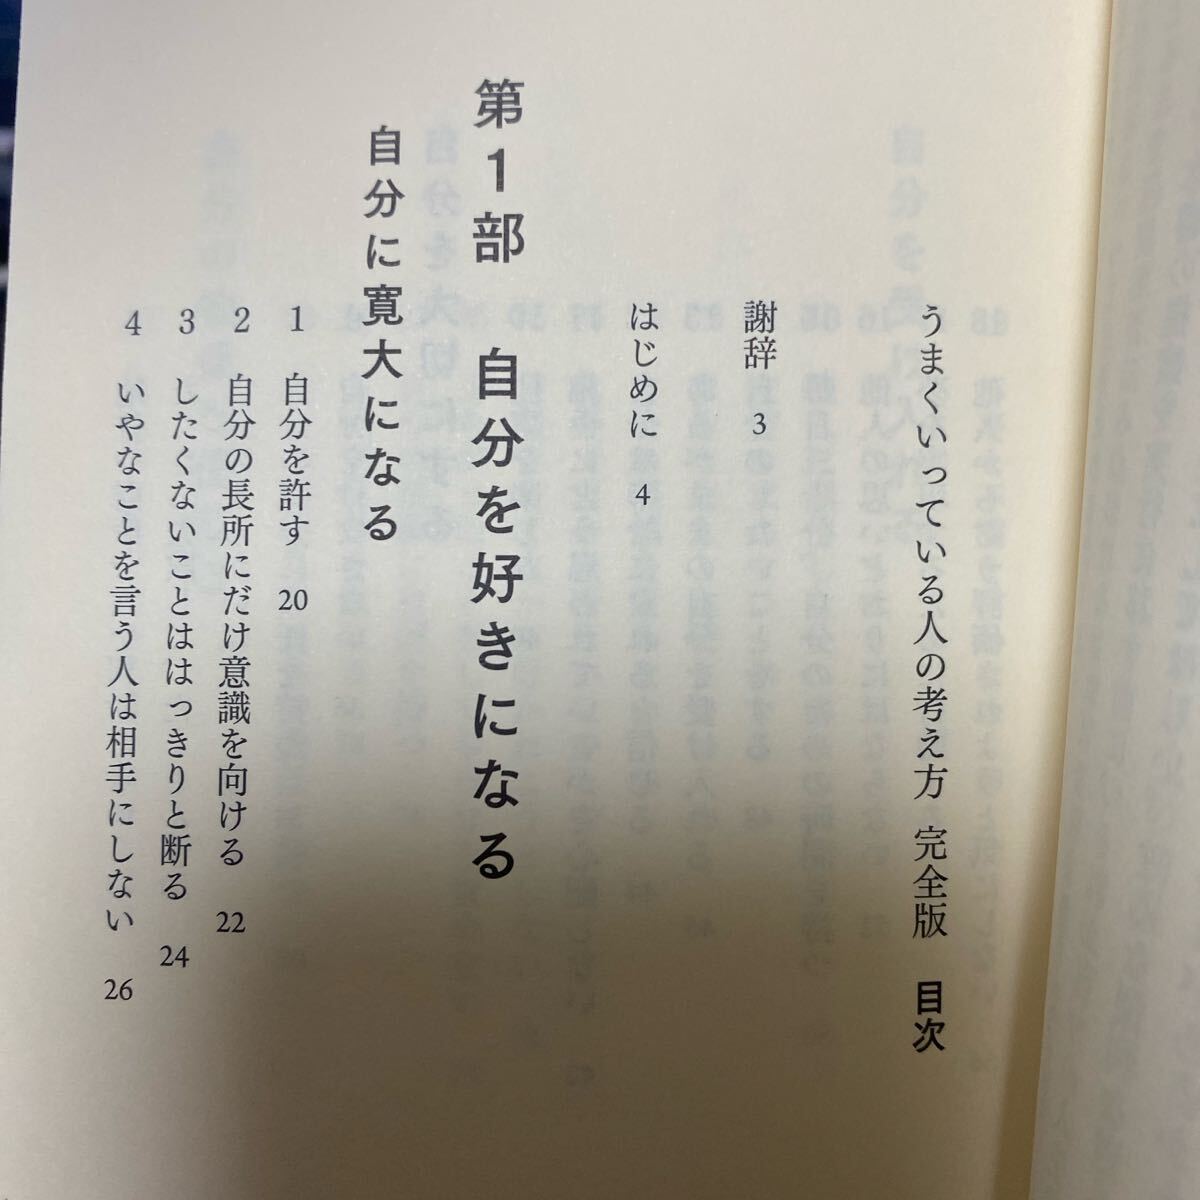 うまくいっている人の考え方 完全版 目次
謝辞 3
はじめに 4
第1部 自分を好きになる
自分に寛大になる
1 自分を許す 20
2 自分の長所にだけ意識を向ける 22
3 したくないことははっきりと断る 24
4 いやなことを言う人は相手にしない 26